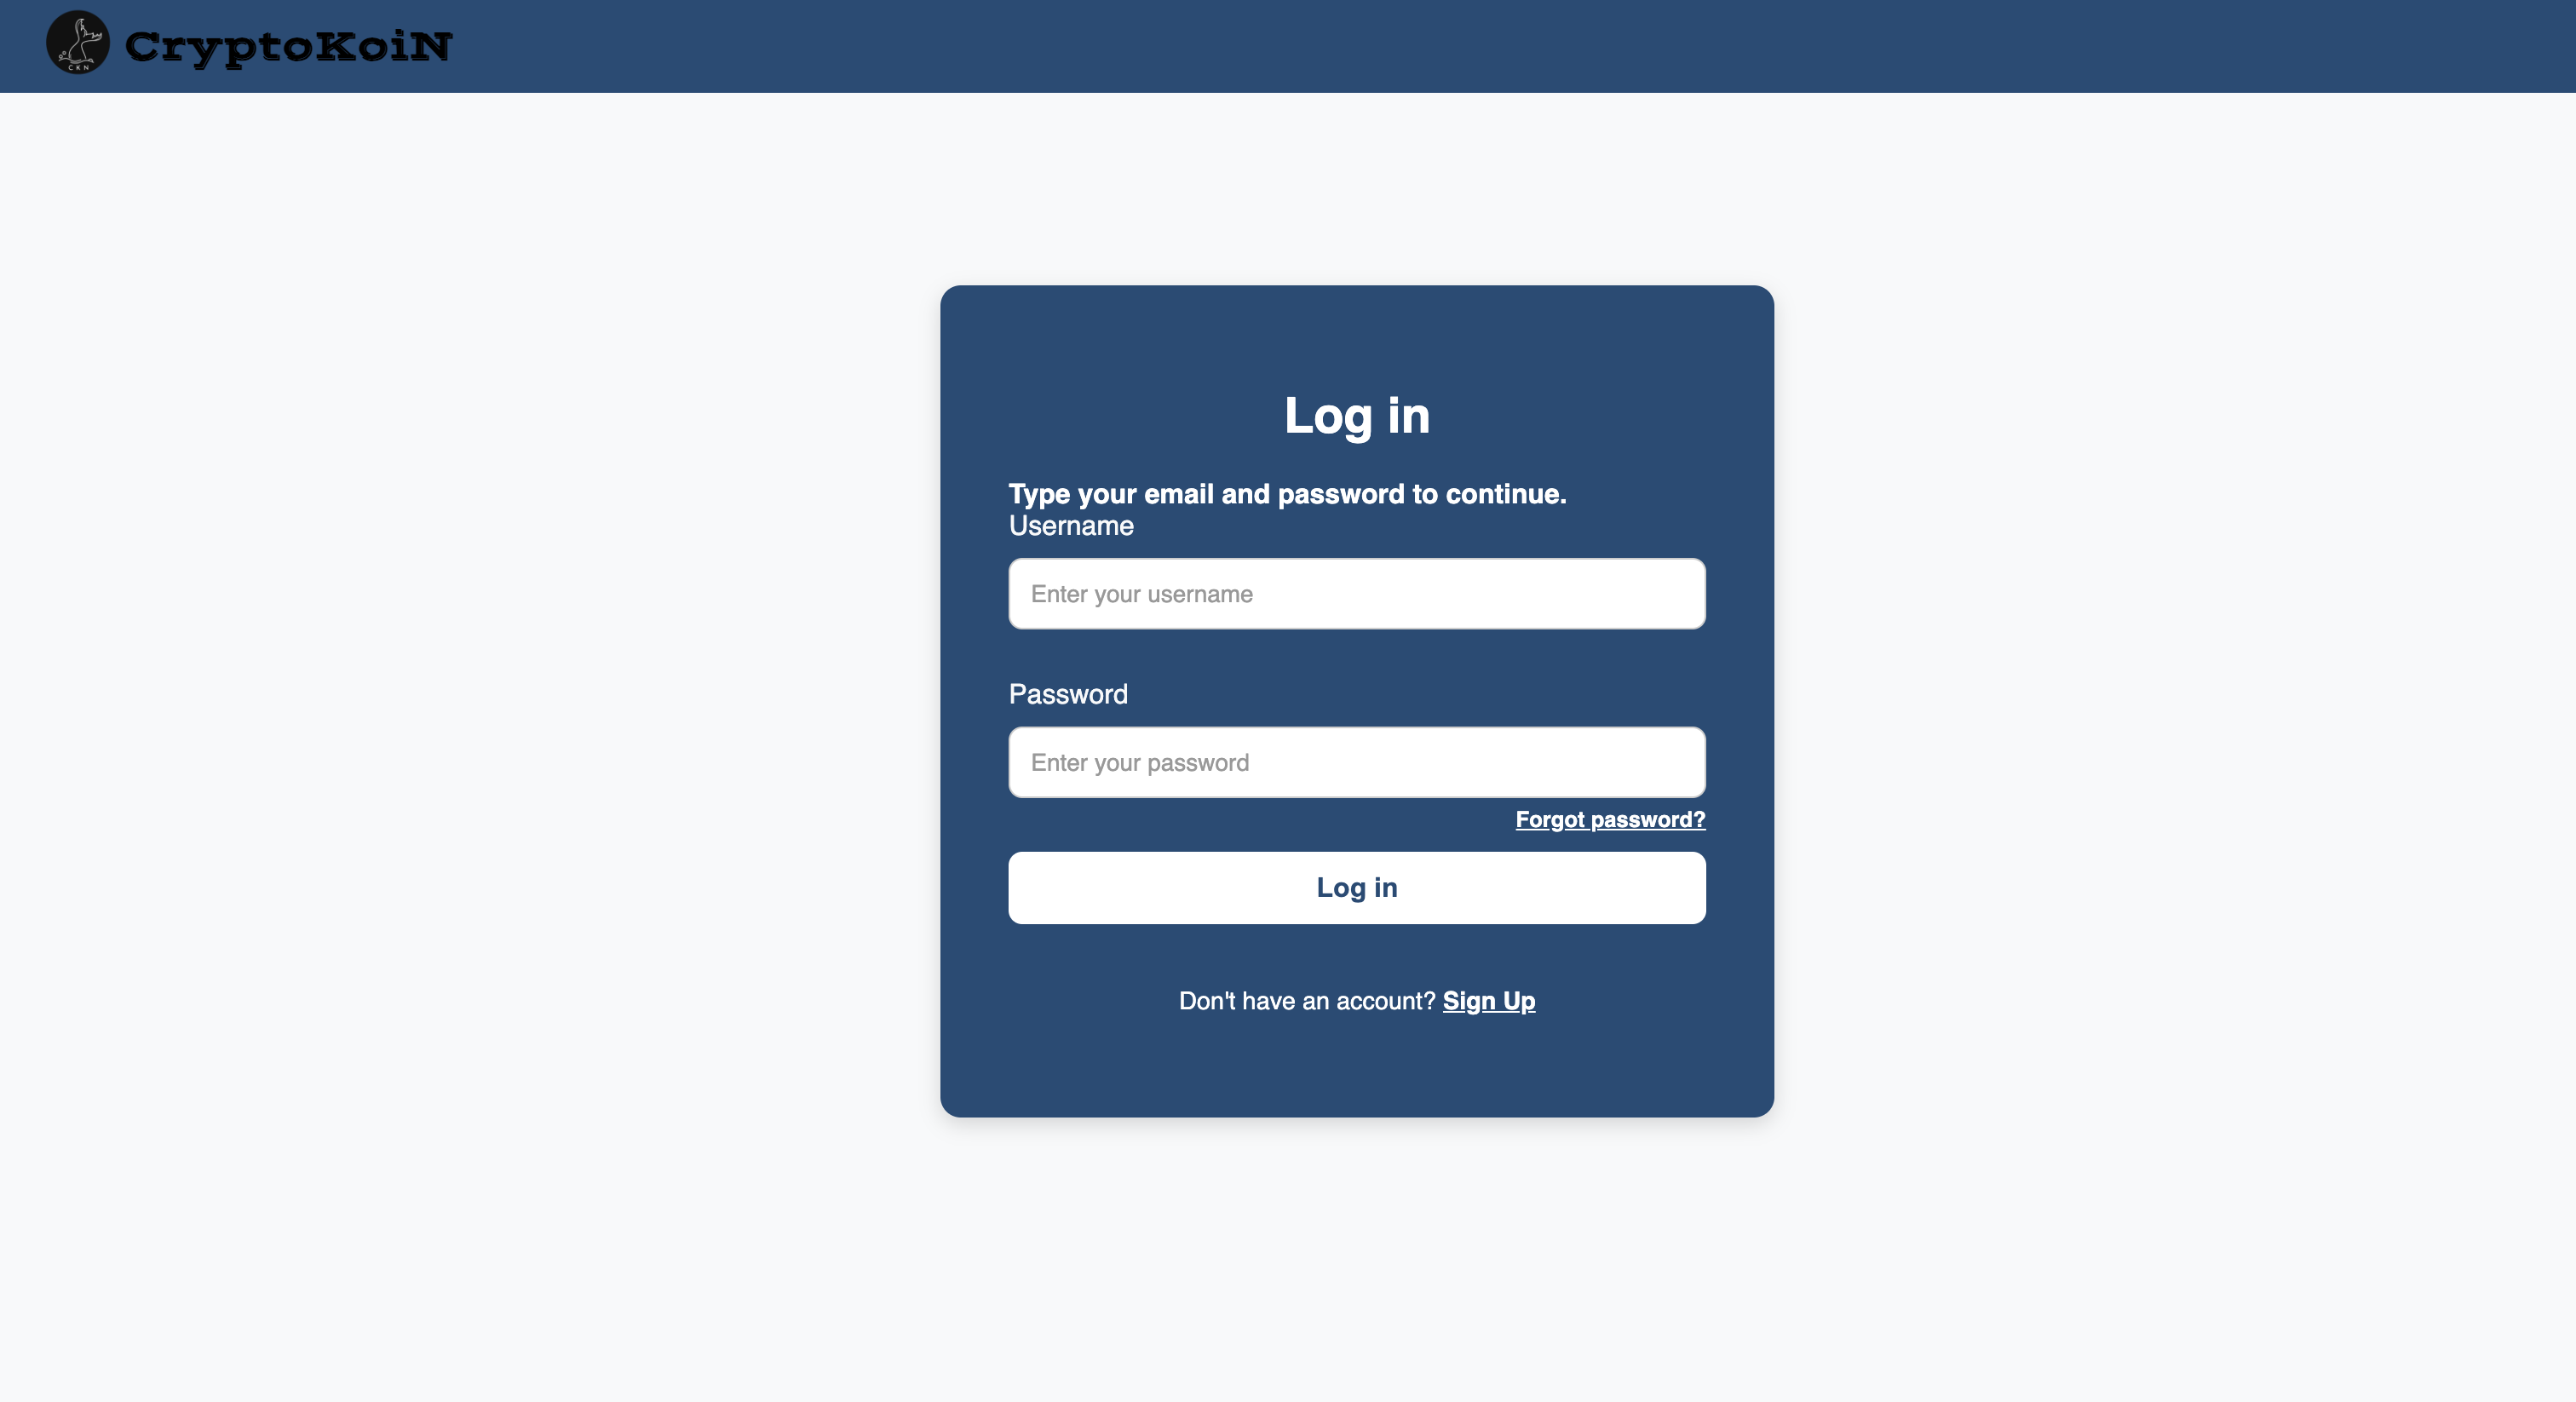 CKN
CryptoKoiN
Log in
Type your email and password to continue.
Username
Enter your username
Password
Enter your password
Forgot password?
Log in
Don't have an account? Sign Up